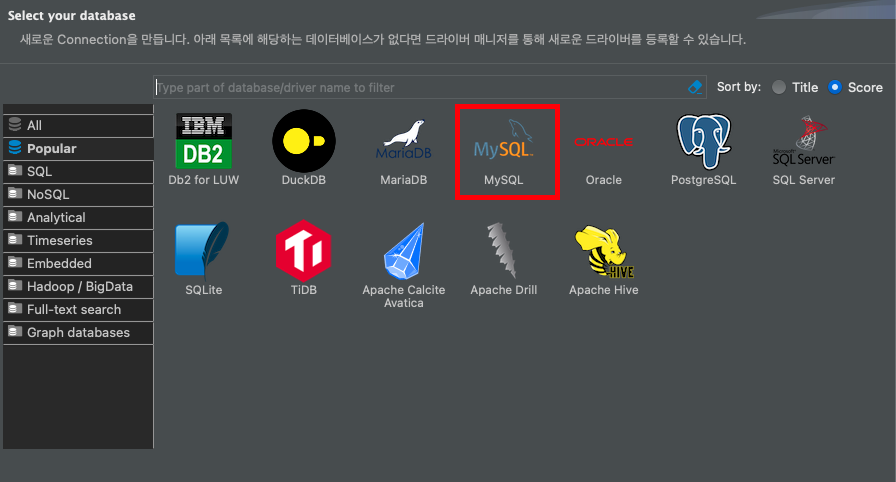 Select your database
새로운 Connection을 만듭니다. 아래 목록에 해당하는 데이터베이스가 없다면 드라이버 매니저를 통해 새로운 드라이버를 등록할 수 있습니다.
Type part of database/driver name to filter
Sort by: Title Score
All
Popular
SQL
NoSQL
Analytical
Timeseries
Embedded
Hadoop / BigData
Full-text search
Graph databases
IBM
DB2
Db2 for LUW
DuckDB
MariaDB
MariaDB
MySQL™
MySQL
ORACLE
Oracle
PostgreSQL
Microsoft
SQL Server
SQL Server
SQLite
TiDB
Apache Calcite
Avatica
Apache Drill
HIVE
Apache Hive